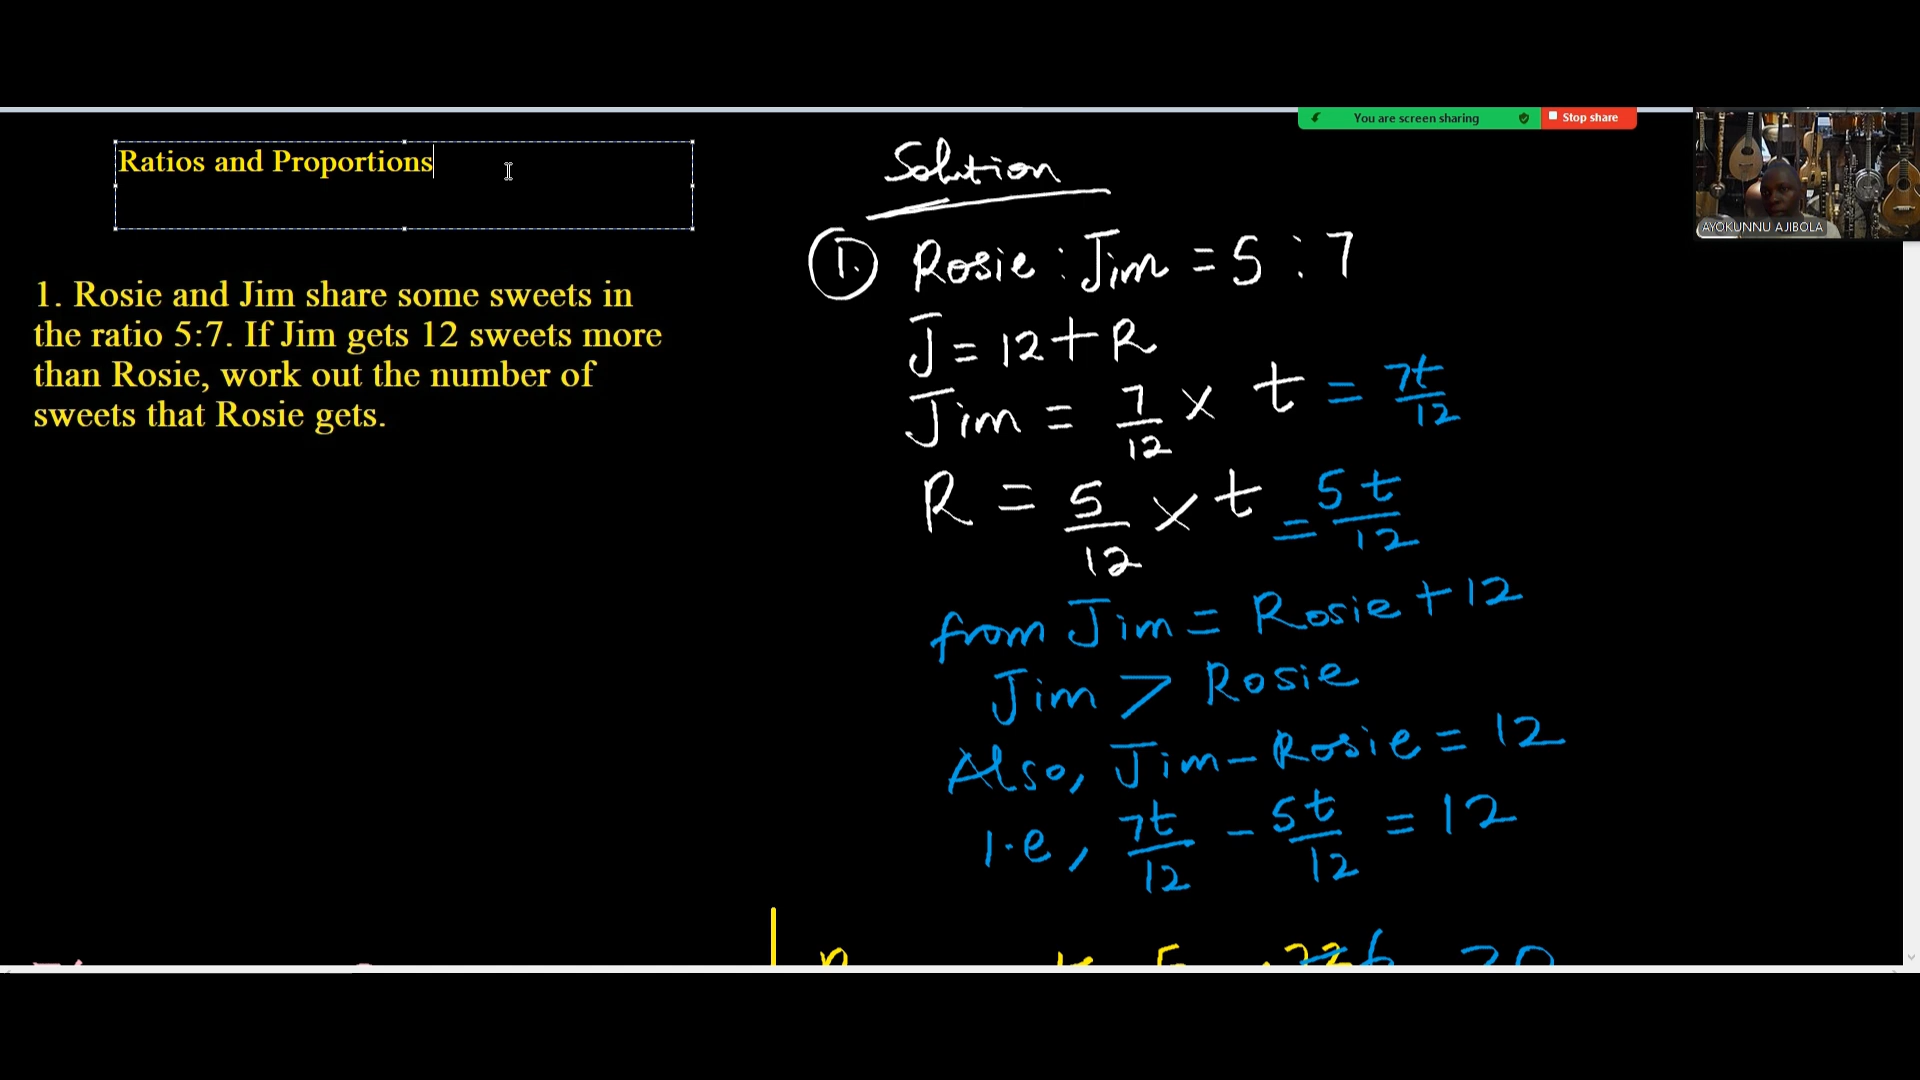 You are screen sharing
Stop share
AYOKUNNU AJIBOLA
Ratios and Proportions
1. Rosie and Jim share some sweets in
the ratio 5:7. If Jim gets 12 sweets more
than Rosie, work out the number of
sweets that Rosie gets.
Solution
1. Rosie : Jim = 5 : 7
J = 12 + R
Jim = 7/12 × t = 7t/12
R = 5/12 × t = 5t/12
from Jim = Rosie + 12
Jim > Rosie
Also, Jim - Rosie = 12
I.e, 7t/12 - 5t/12 = 12